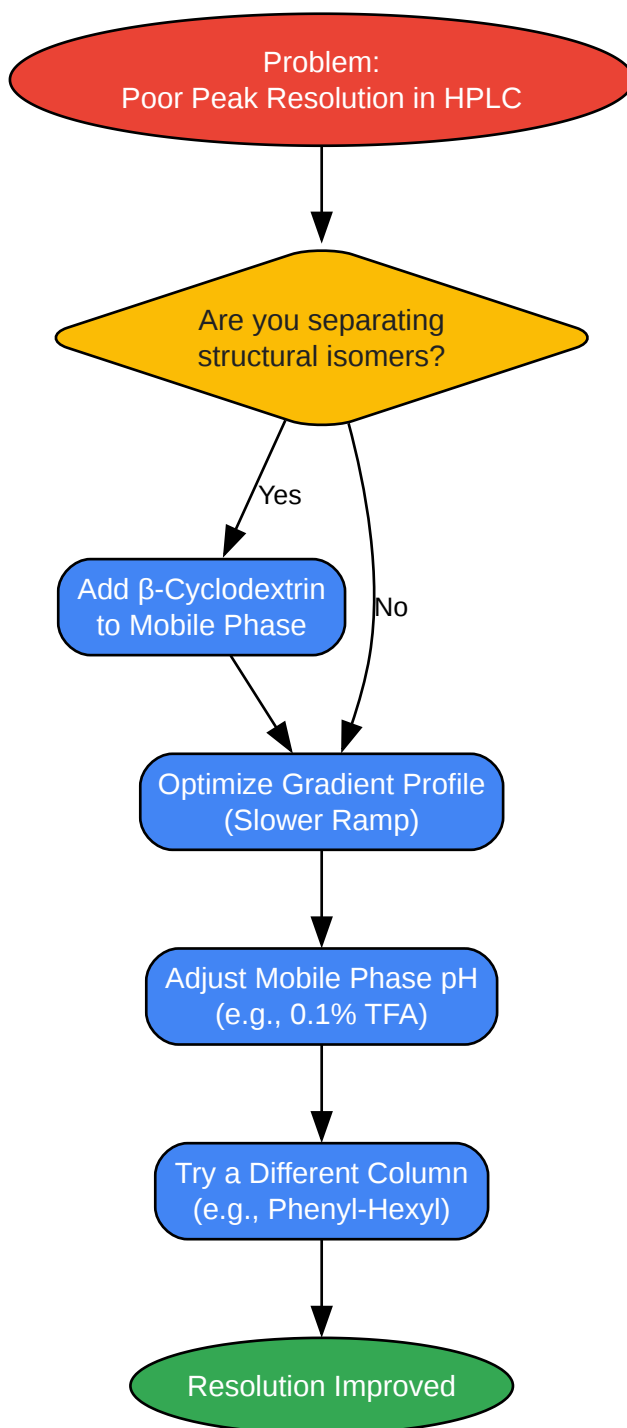 Problem:
Poor Peak Resolution in HPLC
Are you separating
structural isomers?
Yes
Add β-Cyclodextrin
to Mobile Phase
No
Optimize Gradient Profile
(Slower Ramp)
Adjust Mobile Phase pH
(e.g., 0.1% TFA)
Try a Different Column
(e.g., Phenyl-Hexyl)
Resolution Improved